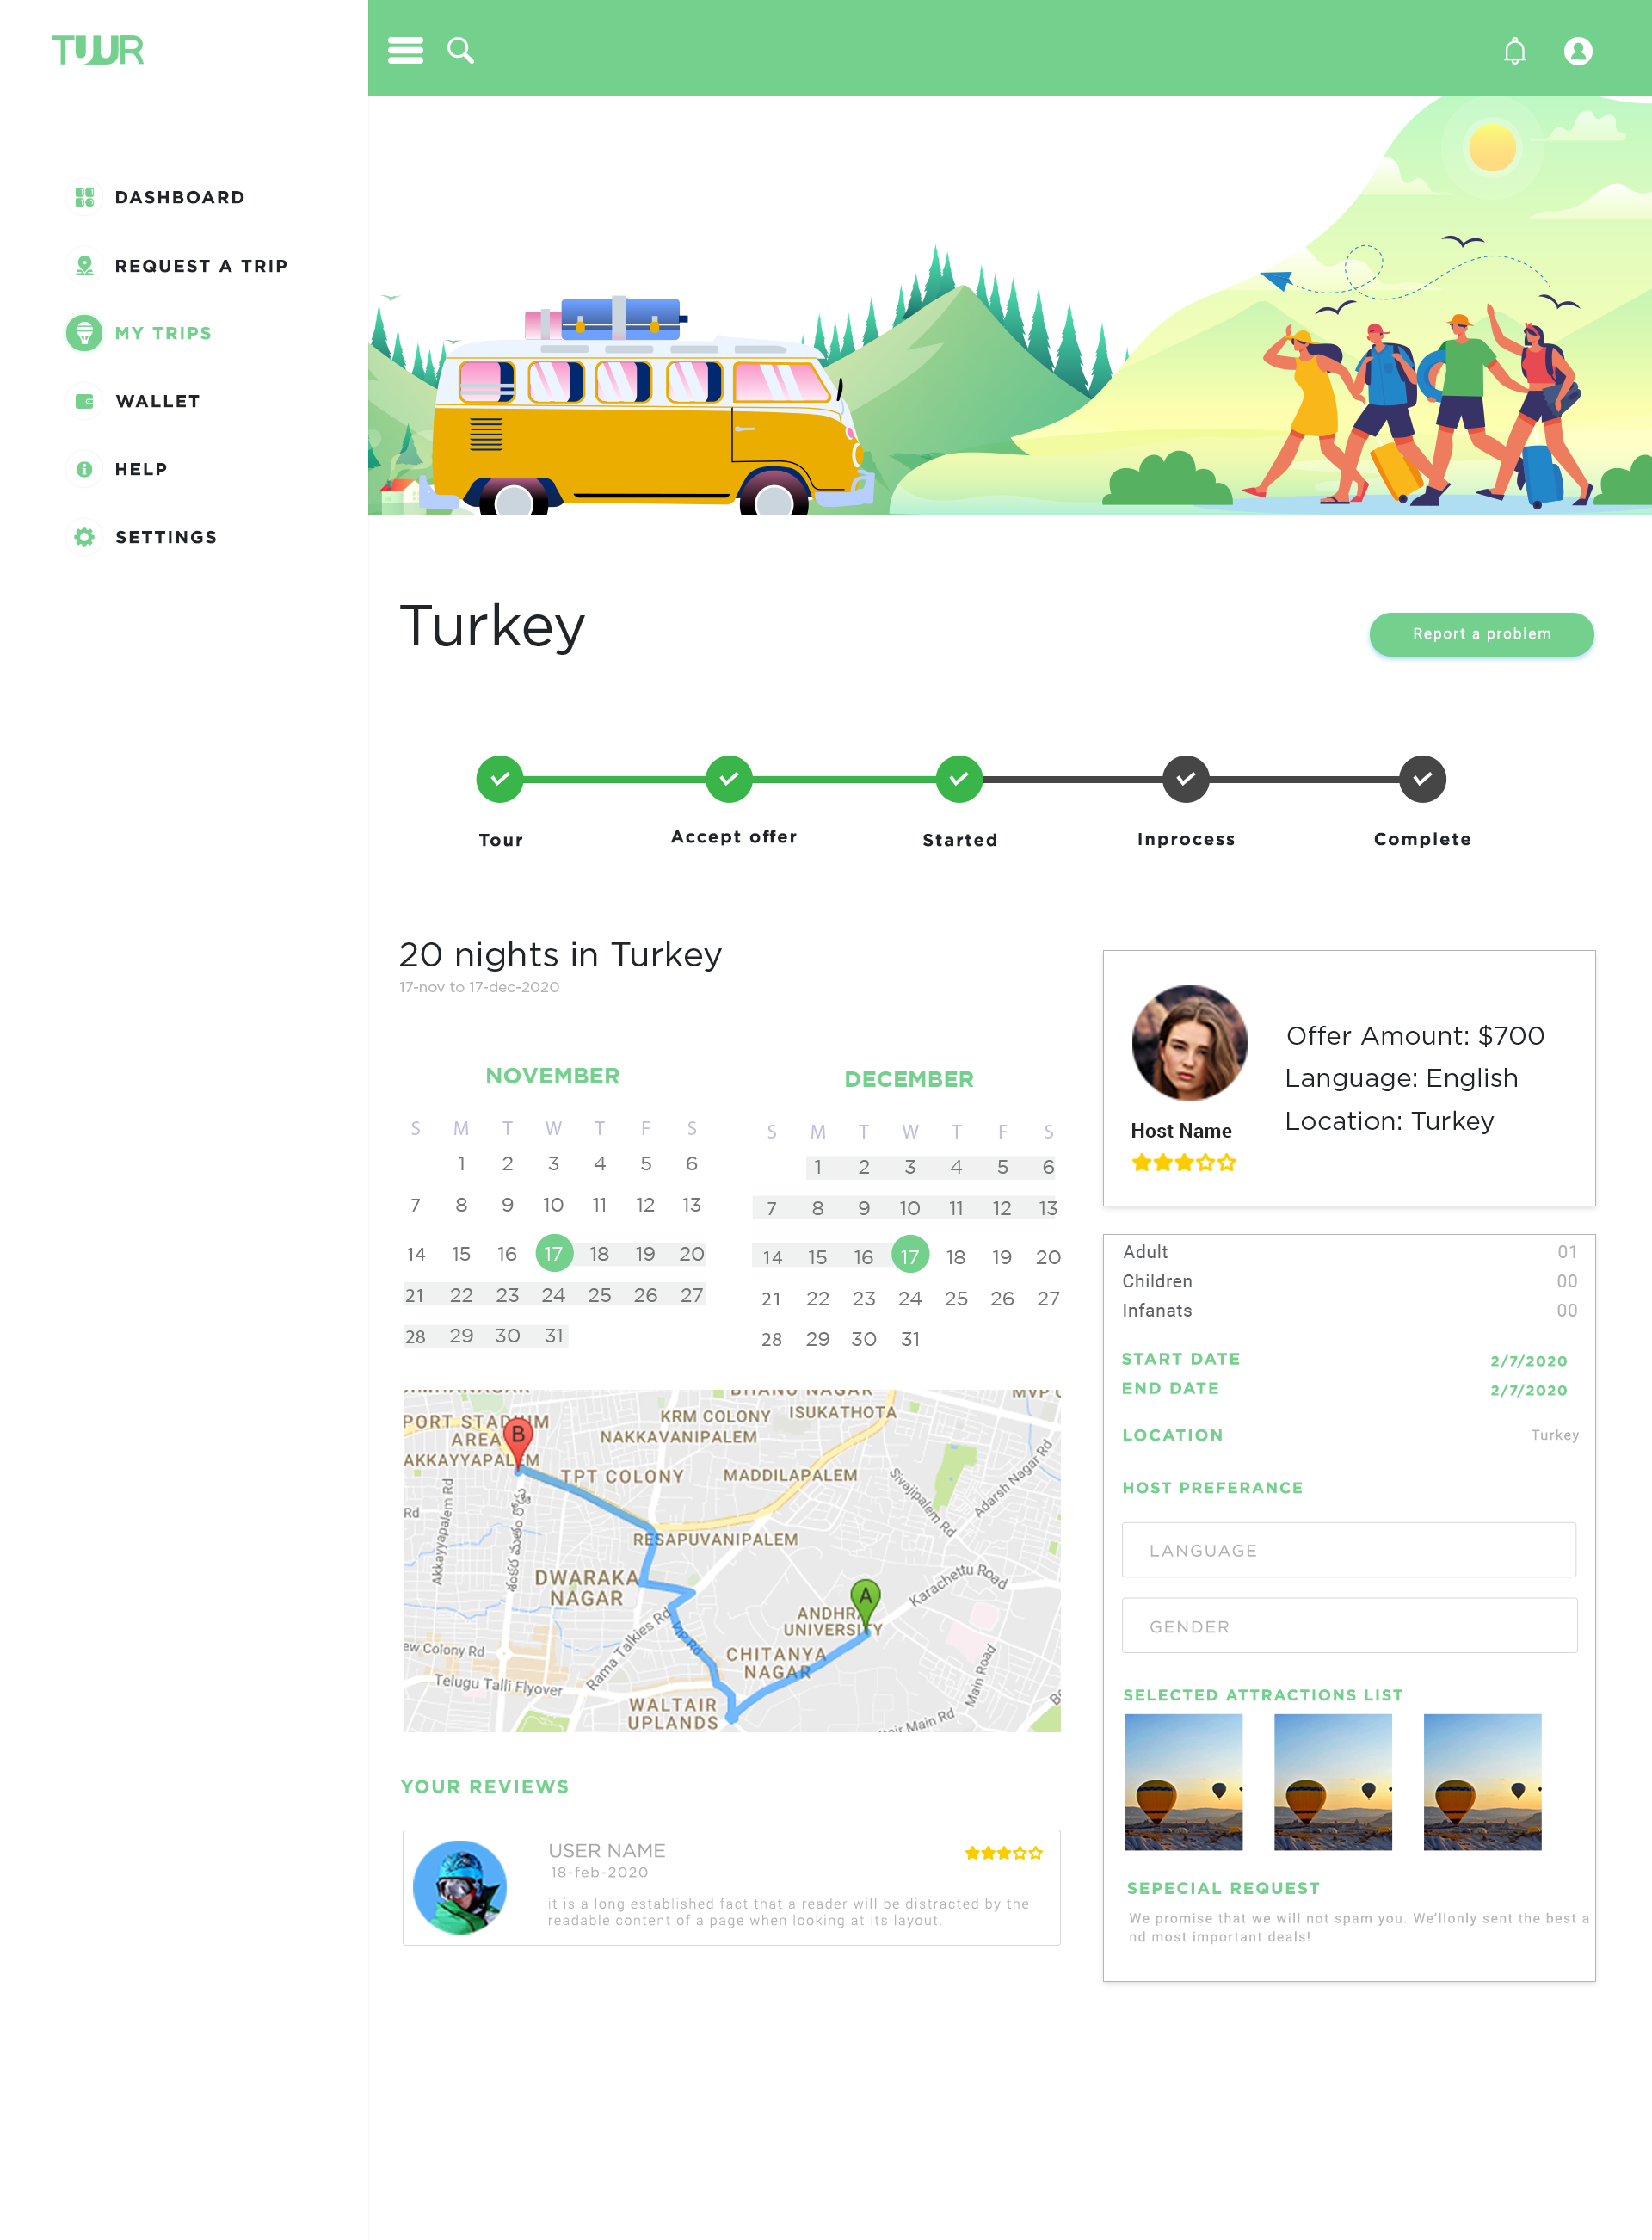 TUUR
DASHBOARD
REQUEST A TRIP
MY TRIPS
WALLET
HELP
SETTINGS
Turkey
Report a problem
Tour
Accept offer
Started
Inprocess
Complete
20 nights in Turkey
17-nov to 17-dec-2020
NOVEMBER
S M T W T F S
1 2 3 4 5 6
7 8 9 10 11 12 13
14 15 16 17 18 19 20
21 22 23 24 25 26 27
28 29 30 31
DECEMBER
S M T W T F S
1 2 3 4 5 6
7 8 9 10 11 12 13
14 15 16 17 18 19 20
21 22 23 24 25 26 27
28 29 30 31
BHANU NAGAR
MVP
PORT STADIUM
AREA
AKKAYYAPALEM
B
KRM COLONY
ISUKATHOTA
NAKKAVANIPALEM
TPT COLONY
MADDILAPALEM
Sivajipalem Rd
Adarsh Nagar Rd
Rd
Akkayyapalem Rd
RESAPUVANIPALEM
DWARAKA
NAGAR
A
Karachettu Road
ANDHRA
UNIVERSITY
ew Colony Rd
Rama Talkies Rd
VIP Rd
CHITANYA
NAGAR
Main Road
Telugu Talli Flyover
WALTAIR
UPLANDS
Main Rd
YOUR REVIEWS
USER NAME
18-feb-2020
it is a long established fact that a reader will be distracted by the
readable content of a page when looking at its layout.
Host Name
Offer Amount: $700
Language: English
Location: Turkey
Adult 01
Children 00
Infanats 00
START DATE 2/7/2020
END DATE 2/7/2020
LOCATION Turkey
HOST PREFERANCE
LANGUAGE
GENDER
SELECTED ATTRACTIONS LIST
SEPECIAL REQUEST
We promise that we will not spam you. We'llonly sent the best a
nd most important deals!